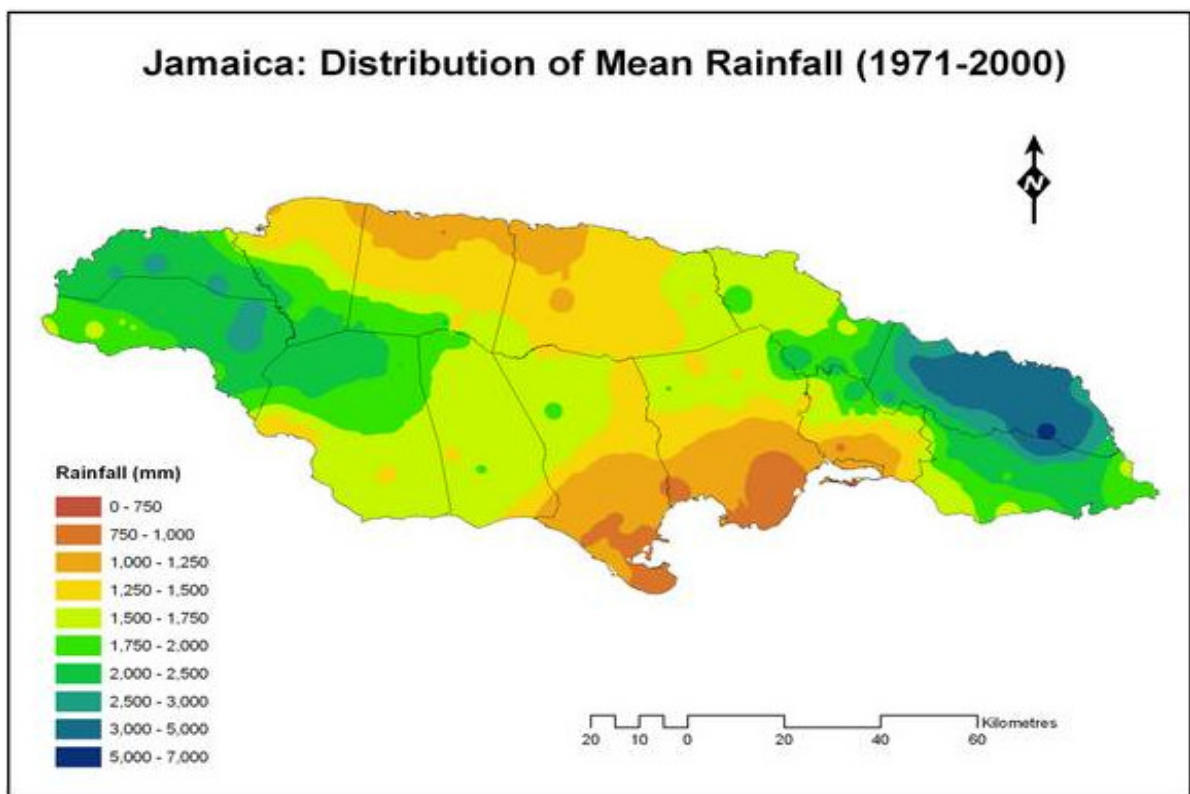 Jamaica: Distribution of Mean Rainfall (1971-2000)
N
Rainfall (mm)
0 - 750
750 - 1,000
1,000 - 1,250
1,250 - 1,500
1,500 - 1,750
1,750 - 2,000
2,000 - 2,500
2,500 - 3,000
3,000 - 5,000
5,000 - 7,000
Kilometres
20 10 0 20 40 60